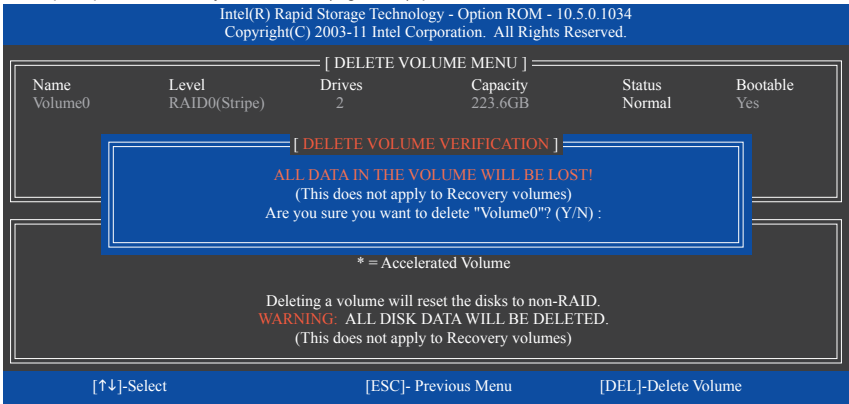 Intel(R) Rapid Storage Technology - Option ROM - 10.5.0.1034
Copyright(C) 2003-11 Intel Corporation. All Rights Reserved.
[ DELETE VOLUME MENU ]
Name Level Drives Capacity Status Bootable
Volume0 RAID0(Stripe) 2 223.6GB Normal Yes
[ DELETE VOLUME VERIFICATION ]
ALL DATA IN THE VOLUME WILL BE LOST!
(This does not apply to Recovery volumes)
Are you sure you want to delete "Volume0"? (Y/N) :
* = Accelerated Volume
Deleting a volume will reset the disks to non-RAID.
WARNING: ALL DISK DATA WILL BE DELETED.
(This does not apply to Recovery volumes)
[↑↓]-Select [ESC]- Previous Menu [DEL]-Delete Volume